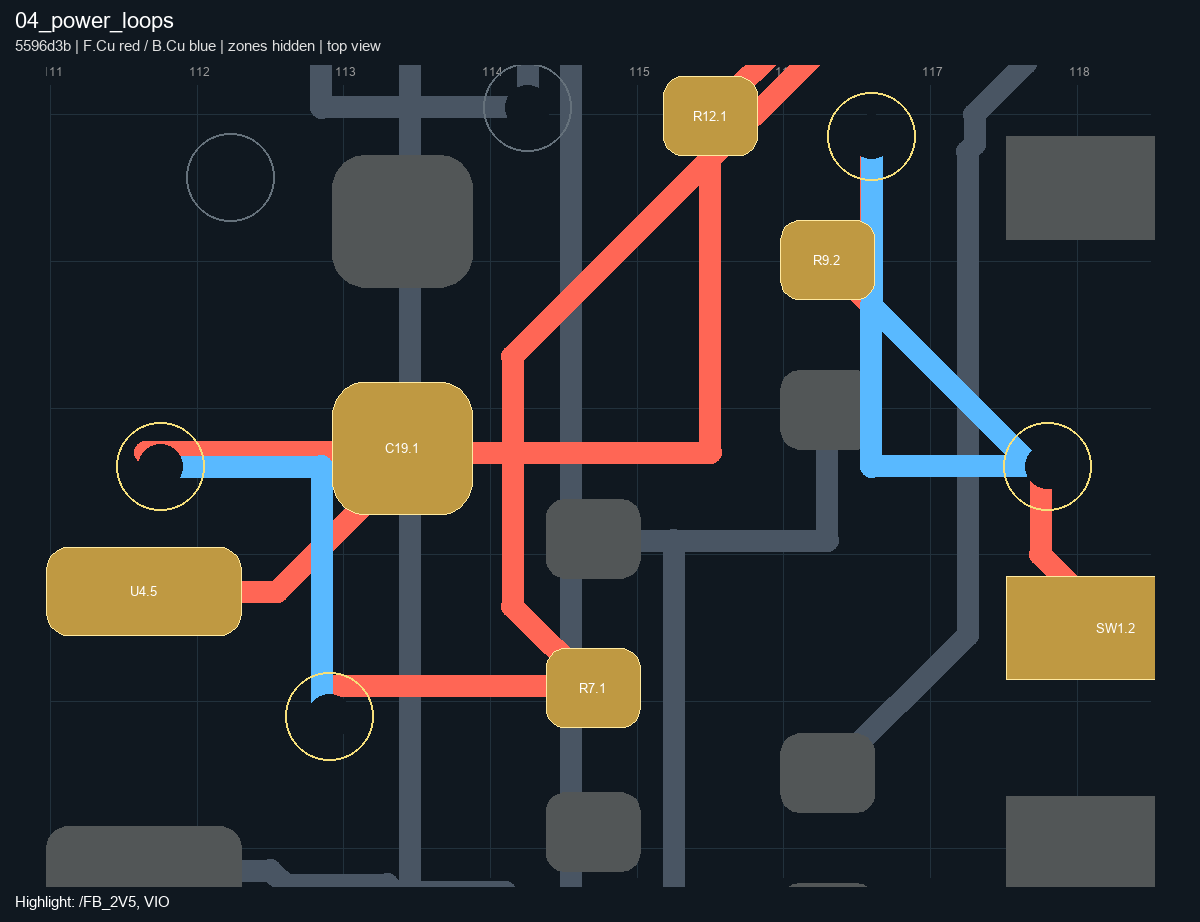 04_power_loops
5596d3b | F.Cu red / B.Cu blue | zones hidden | top view
112 113 114 115 117 118
R12.1
R9.2
C19.1
U4.5
SW1.2
R7.1
Highlight: /FB_2V5, VIO